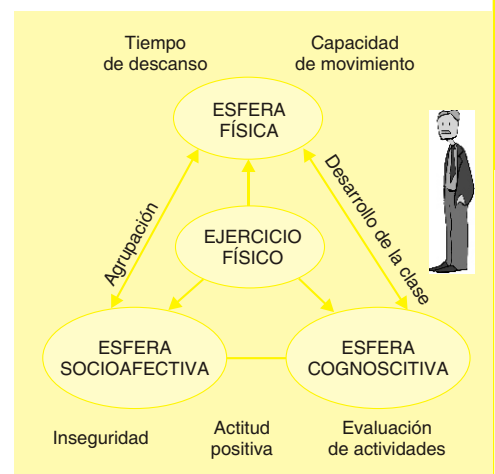 Tiempo
de descanso
Capacidad
de movimiento
ESFERA
FÍSICA
Agrupación
Desarrollo de la clase
EJERCICIO
FÍSICO
ESFERA
SOCIOAFECTIVA
ESFERA
COGNOSCITIVA
Inseguridad
Actitud
positiva
Evaluación
de actividades